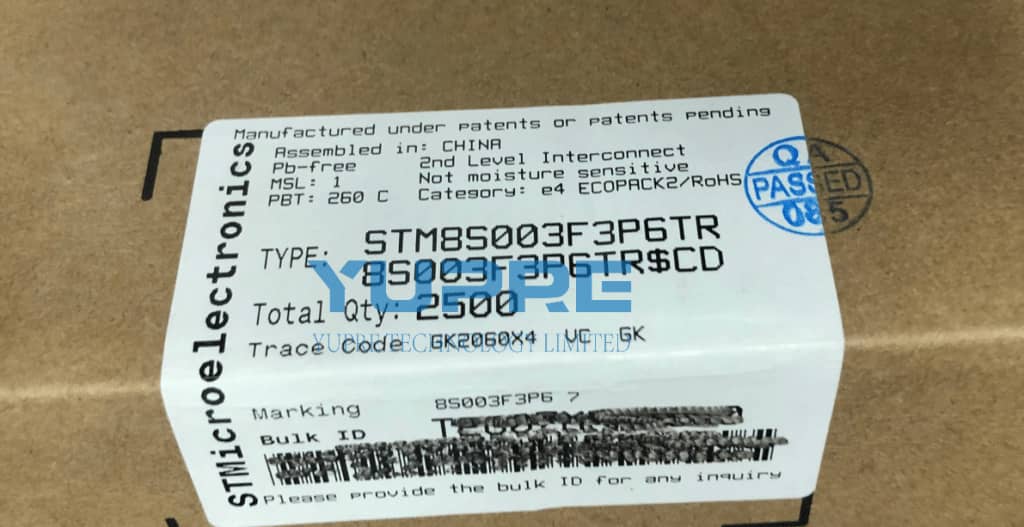 Manufactured under patents or patents pending
Assembled in: CHINA
Pb-free 2nd Level Interconnect
MSL: 1 Not moisture sensitive
PBT: 260 C Category: e4 ECOPACK2/RoHS
TYPE: STM8S003F3P6TR
8S003F3P6TR$CD
Total Qty: 2500
Trace Code GK2060X4 VC GK
Marking 8S003F3P6 7
Bulk ID
Please provide the bulk ID for any inquiry
STMicroelectronics
QA
PASSED
085
YUPRE
YUPRE TECHNOLOGY LIMITED